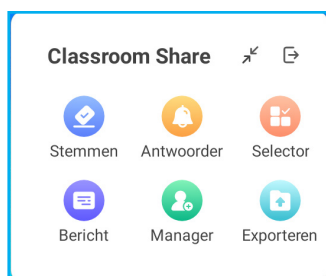 Classroom Share
Stemmen Antwoorder Selector
Bericht Manager Exporteren